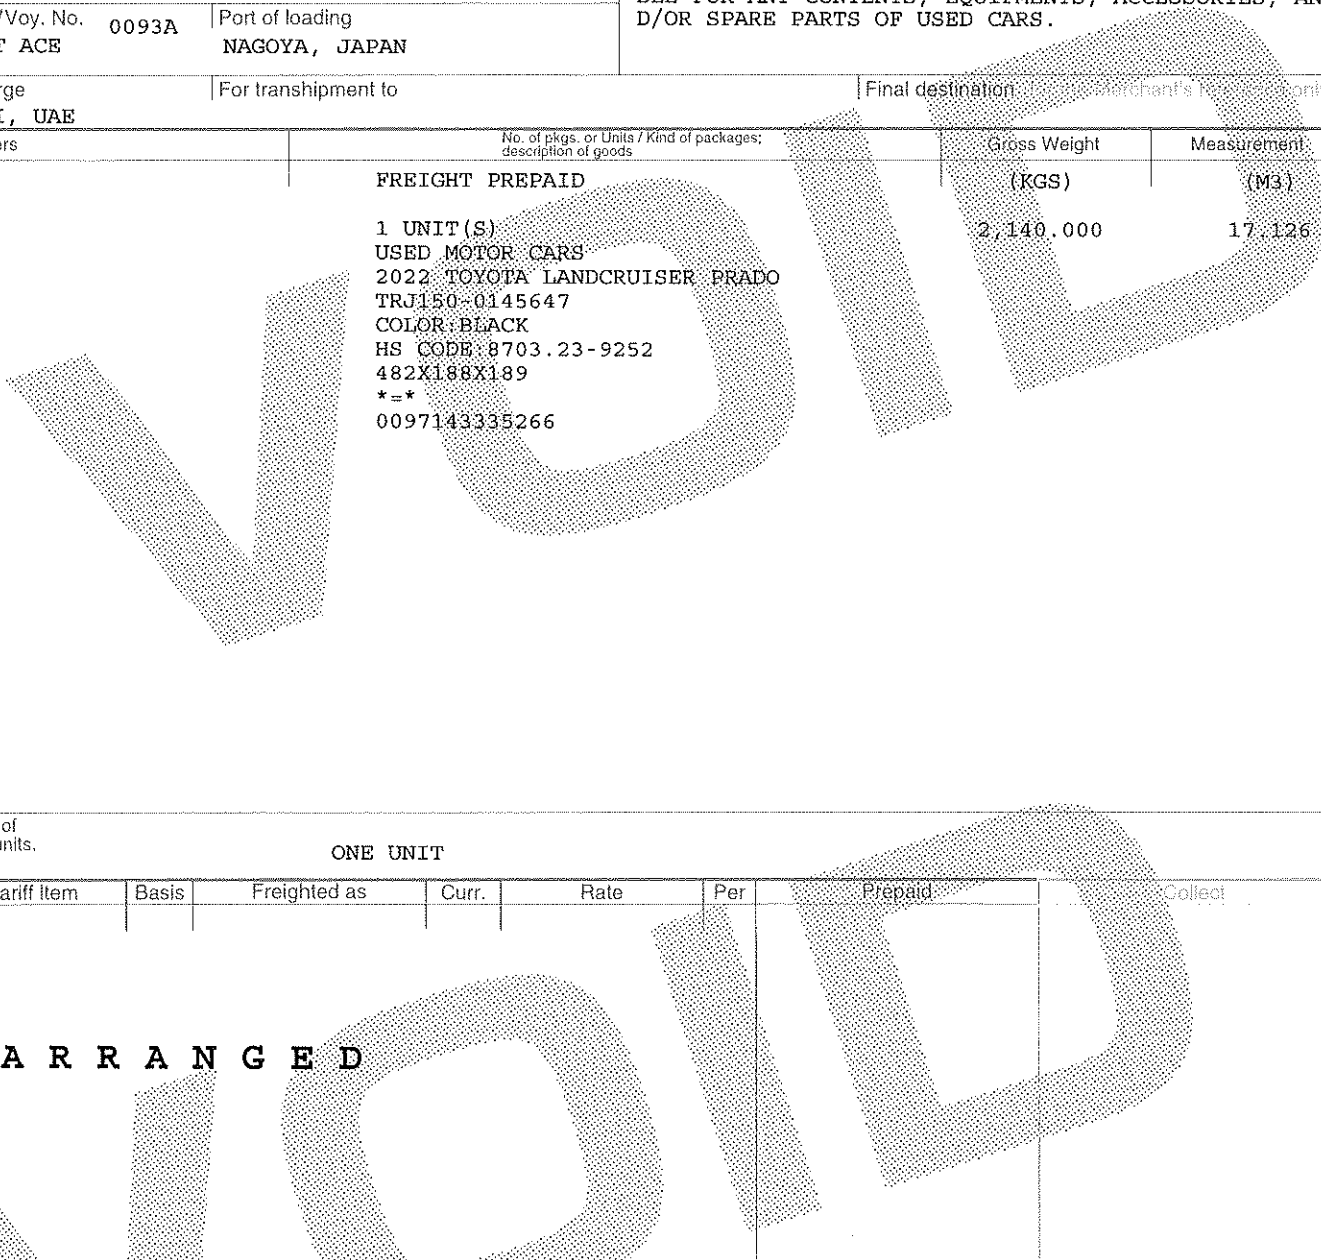 /Voy. No. 0093A Port of loading
T ACE NAGOYA, JAPAN
D/OR SPARE PARTS OF USED CARS.
rge For transhipment to Final destination
I, UAE
ers No. of pkgs. or Units / Kind of packages; description of goods Gross Weight Measurement
FREIGHT PREPAID (KGS) (M3)
1 UNIT(S) 2,140.000 17,126
USED MOTOR CARS
2022 TOYOTA LANDCRUISER PRADO
TRJ150-0145647
COLOR:BLACK
HS CODE:8703.23-9252
482X188X189
*=*
0097143335266
VOID
of
units,
ONE UNIT
ariff Item Basis Freighted as Curr. Rate Per Prepaid Collect
ARRANGED
VOID